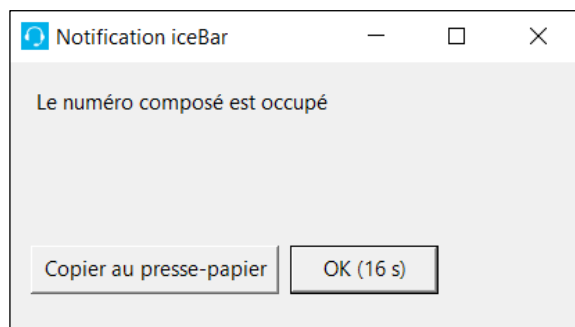 Notification iceBar
Le numéro composé est occupé
Copier au presse-papier OK (16 s)